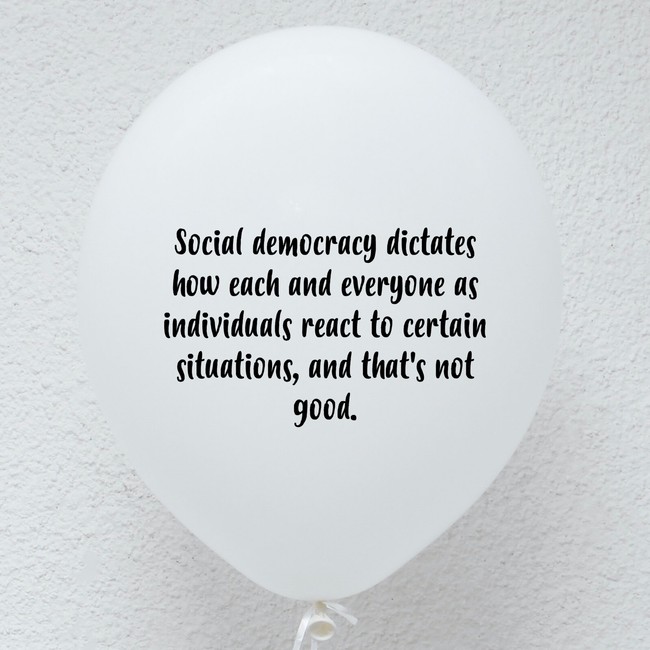 Social democracy dictates
how each and everyone as
individuals react to certain
situations, and that's not
good.